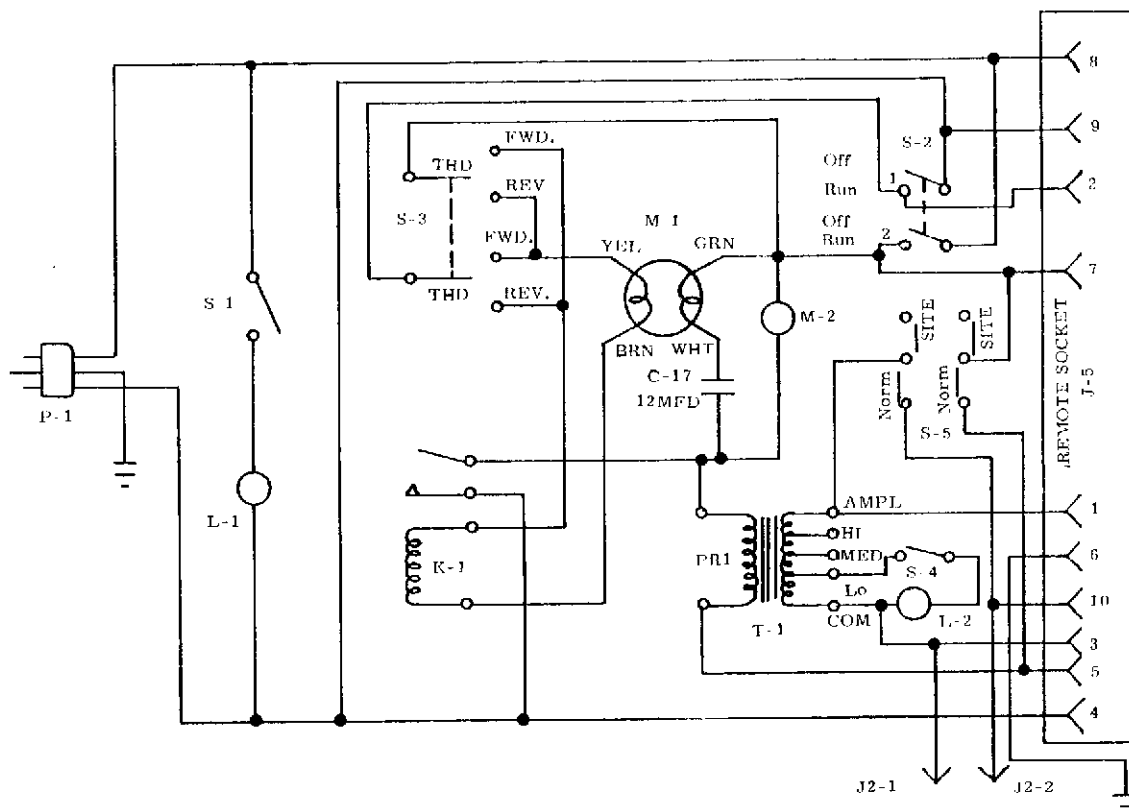 8
9
S-2
Off
Run
1
2
FWD.
THD
REV
S-3
FWD.
THD
REV.
M 1
YEL
GRN
BRN
WHT
C-17
12MFD
M-2
Off
Run
2
7
SITE
SITE
Norm
Norm
S-5
REMOTE SOCKET
J-5
S 1
P-1
L-1
K-1
PRI
T-1
AMPL
HI
MED
Lo
COM
S-4
L-2
1
6
10
3
5
4
J2-1
J2-2